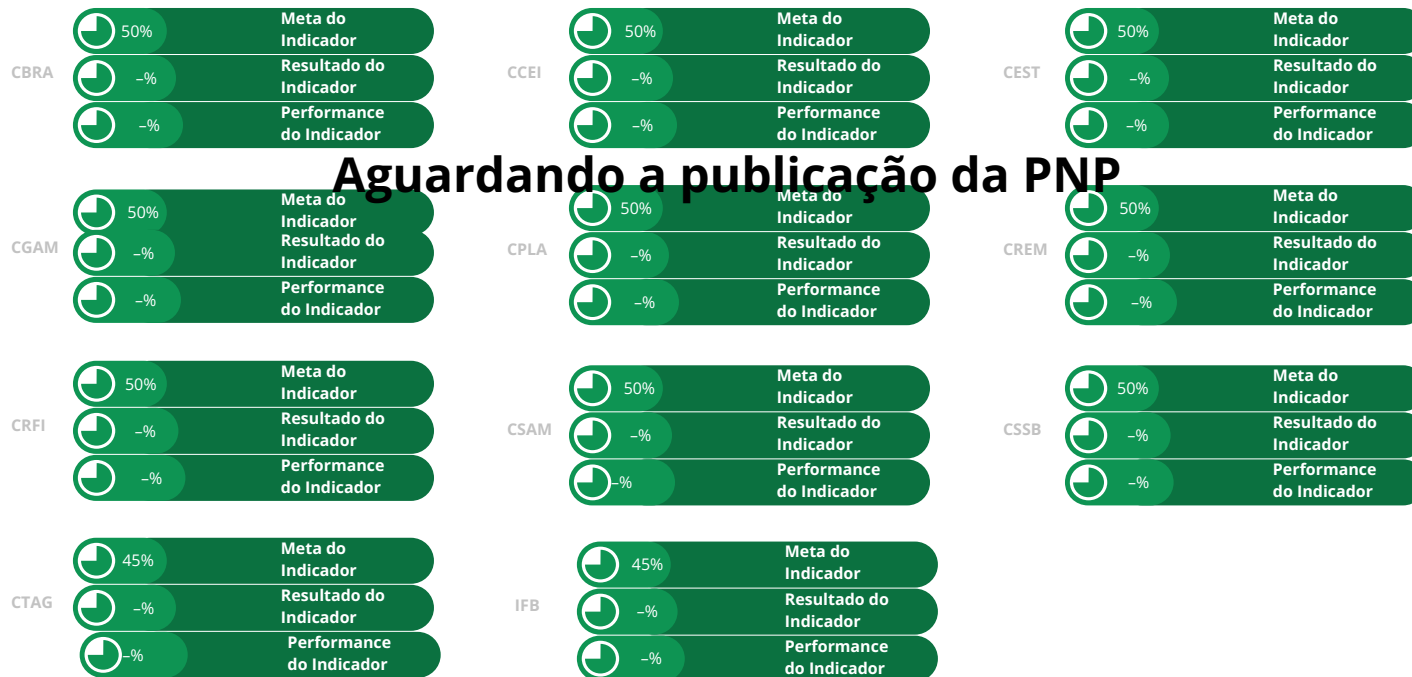 CBRA
50%
Meta do
Indicador
–%
Resultado do
Indicador
–%
Performance
do Indicador
CCEI
50%
Meta do
Indicador
–%
Resultado do
Indicador
–%
Performance
do Indicador
CEST
50%
Meta do
Indicador
–%
Resultado do
Indicador
–%
Performance
do Indicador
Aguardando a publicação da PNP
CGAM
50%
Meta do
Indicador
–%
Resultado do
Indicador
–%
Performance
do Indicador
CPLA
50%
Meta do
Indicador
–%
Resultado do
Indicador
–%
Performance
do Indicador
CREM
50%
Meta do
Indicador
–%
Resultado do
Indicador
–%
Performance
do Indicador
CRFI
50%
Meta do
Indicador
–%
Resultado do
Indicador
–%
Performance
do Indicador
CSAM
50%
Meta do
Indicador
–%
Resultado do
Indicador
–%
Performance
do Indicador
CSSB
50%
Meta do
Indicador
–%
Resultado do
Indicador
–%
Performance
do Indicador
CTAG
45%
Meta do
Indicador
–%
Resultado do
Indicador
–%
Performance
do Indicador
IFB
45%
Meta do
Indicador
–%
Resultado do
Indicador
–%
Performance
do Indicador